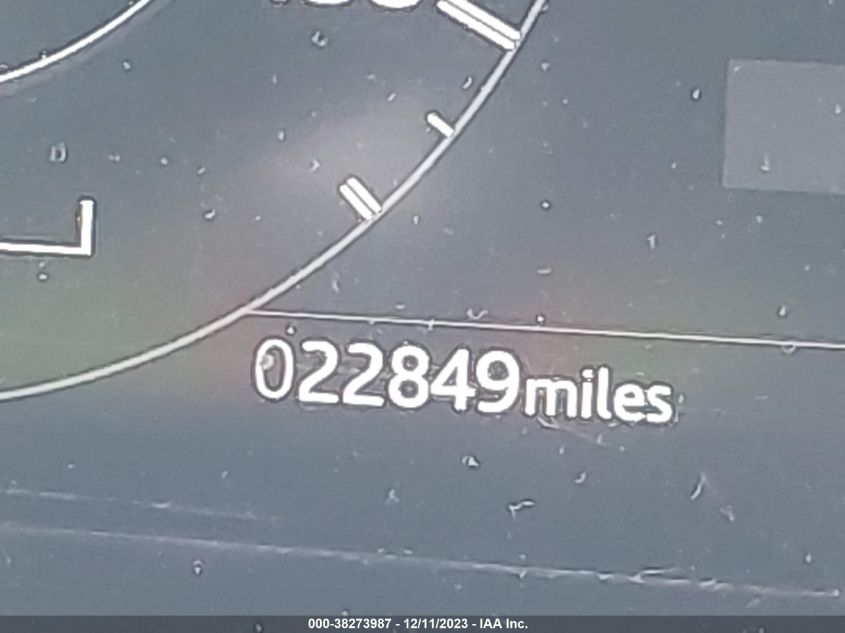 022849miles
000-38273987 - 12/11/2023 - IAA Inc.